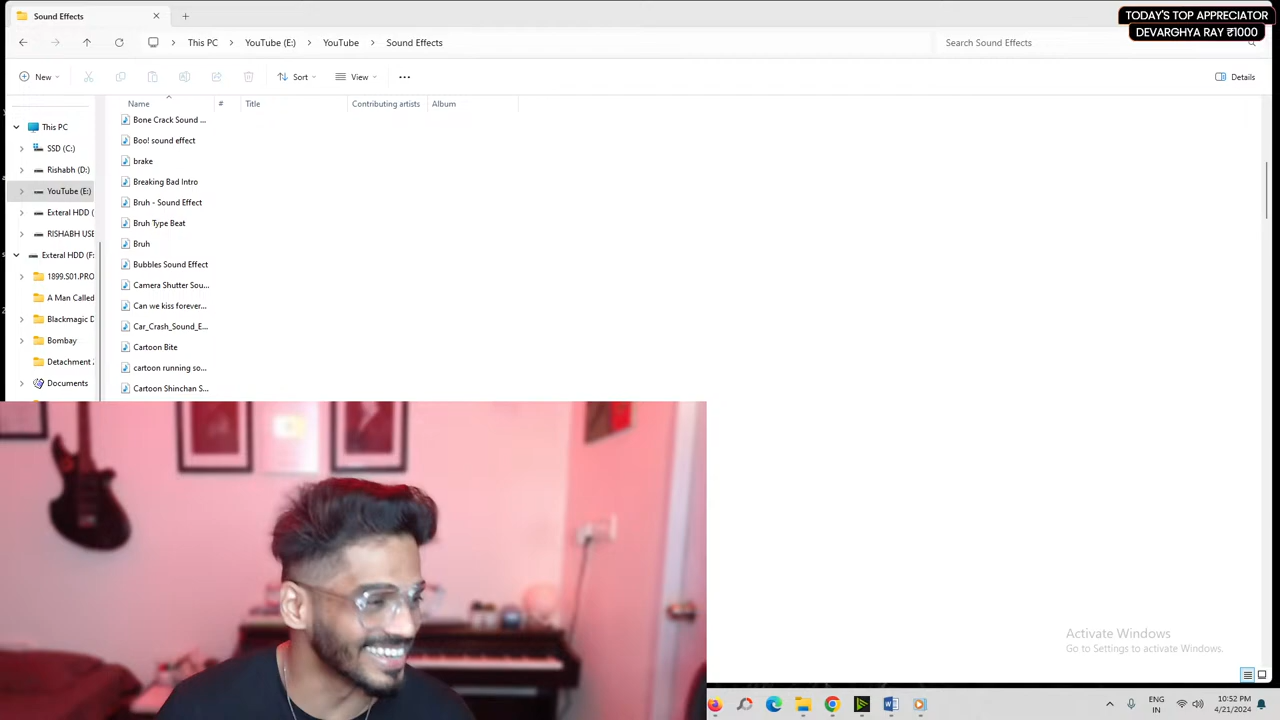 Sound Effects
TODAY'S TOP APPRECIATOR
DEVARGHYA RAY ₹1000
This PC
YouTube (E:)
YouTube
Sound Effects
Search Sound Effects
New
Sort
View
Details
Name
#
Title
Contributing artists
Album
This PC
SSD (C:)
Rishabh (D:)
YouTube (E:)
Exteral HDD (
RISHABH USE
Exteral HDD (F:
1899.S01.PRO
A Man Called
Blackmagic D
Bombay
Detachment
Documents
Bone Crack Sound ...
Boo! sound effect
brake
Breaking Bad Intro
Bruh - Sound Effect
Bruh Type Beat
Bruh
Bubbles Sound Effect
Camera Shutter Sou...
Can we kiss forever...
Car_Crash_Sound_E...
Cartoon Bite
cartoon running so...
Cartoon Shinchan S...
Activate Windows
Go to Settings to activate Windows.
ENG
IN
10:52 PM
4/21/2024